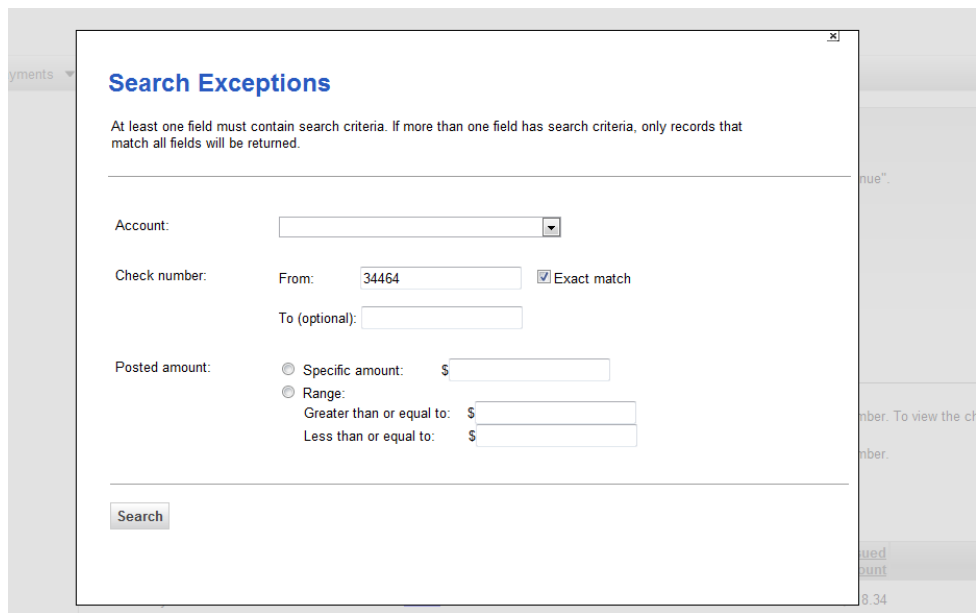 yments
Search Exceptions
At least one field must contain search criteria. If more than one field has search criteria, only records that
match all fields will be returned.
nue".
Account:
Check number: From: 34464 Exact match
To (optional):
Posted amount: Specific amount: $
Range:
Greater than or equal to: $
mber. To view the ch
Less than or equal to: $
mber.
Search
sued
ount
8.34